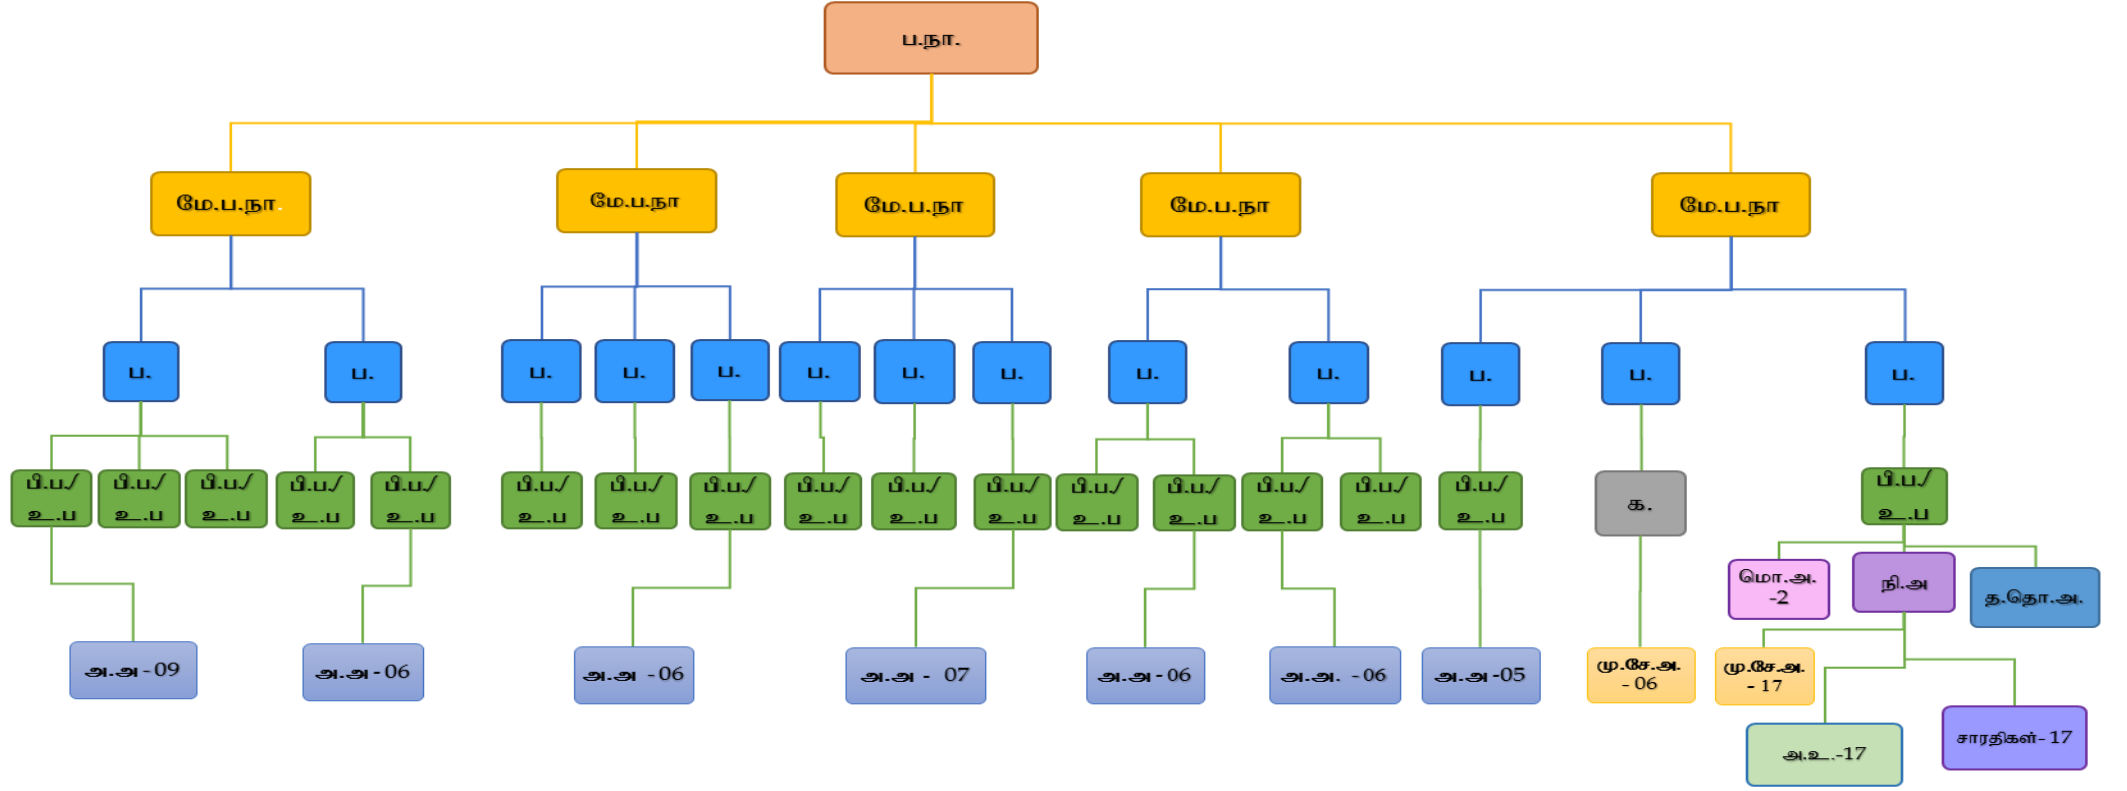 ப.நா.
மே.ப.நா.
மே.ப.நா
மே.ப.நா
மே.ப.நா
மே.ப.நா
ப.
ப.
ப.
ப.
ப.
ப.
ப.
ப.
ப.
ப.
ப.
ப.
ப.
பி.ப/
உ.ப
பி.ப/
உ.ப
பி.ப/
உ.ப
பி.ப/
உ.ப
பி.ப/
உ.ப
பி.ப/
உ.ப
பி.ப/
உ.ப
பி.ப/
உ.ப
பி.ப/
உ.ப
பி.ப/
உ.ப
பி.ப/
உ.ப
பி.ப/
உ.ப
பி.ப/
உ.ப
பி.ப/
உ.ப
பி.ப/
உ.ப
பி.ப/
உ.ப
க.
பி.ப/
உ.ப
மொ.அ.
-2
நி.அ
த.தொ.அ.
அ.அ - 09
அ.அ - 06
அ.அ - 06
அ.அ - 07
அ.அ - 06
அ.அ. - 06
அ.அ -05
மு.சே.அ.
- 06
மு.சே.அ.
- 17
அ.உ.-17
சாரதிகள்- 17